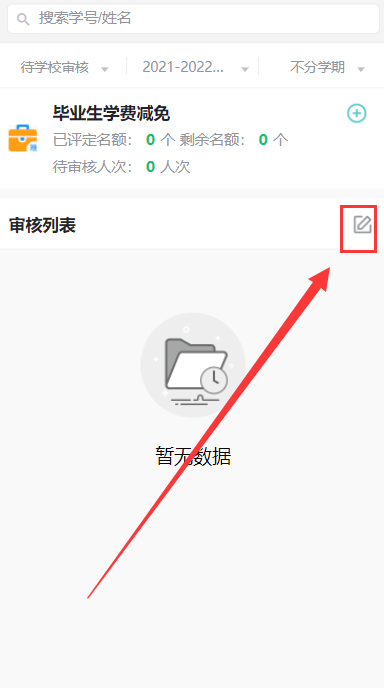 搜索学号/姓名
待学校审核 2021-2022... 不分学期
毕业生学费减免
已评定名额： 0 个 剩余名额： 0 个
待审核人次： 0 人次
审核列表
暂无数据